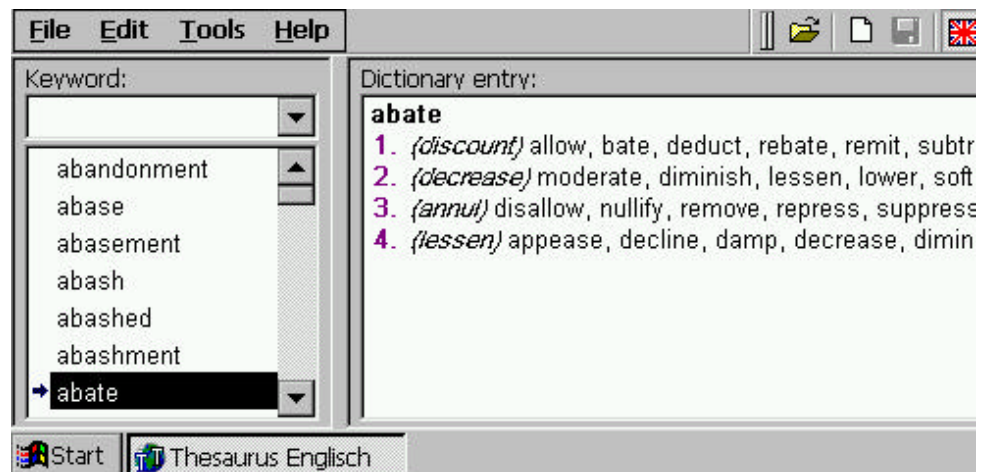 File Edit Tools Help
Keyword:
abandonment
abase
abasement
abash
abashed
abashment
abate
Dictionary entry:
abate
1. (discount) allow, bate, deduct, rebate, remit, subtr
2. (decrease) moderate, diminish, lessen, lower, soft
3. (annul) disallow, nullify, remove, repress, suppress
4. (lessen) appease, decline, damp, decrease, dimin
Start Thesaurus Englisch